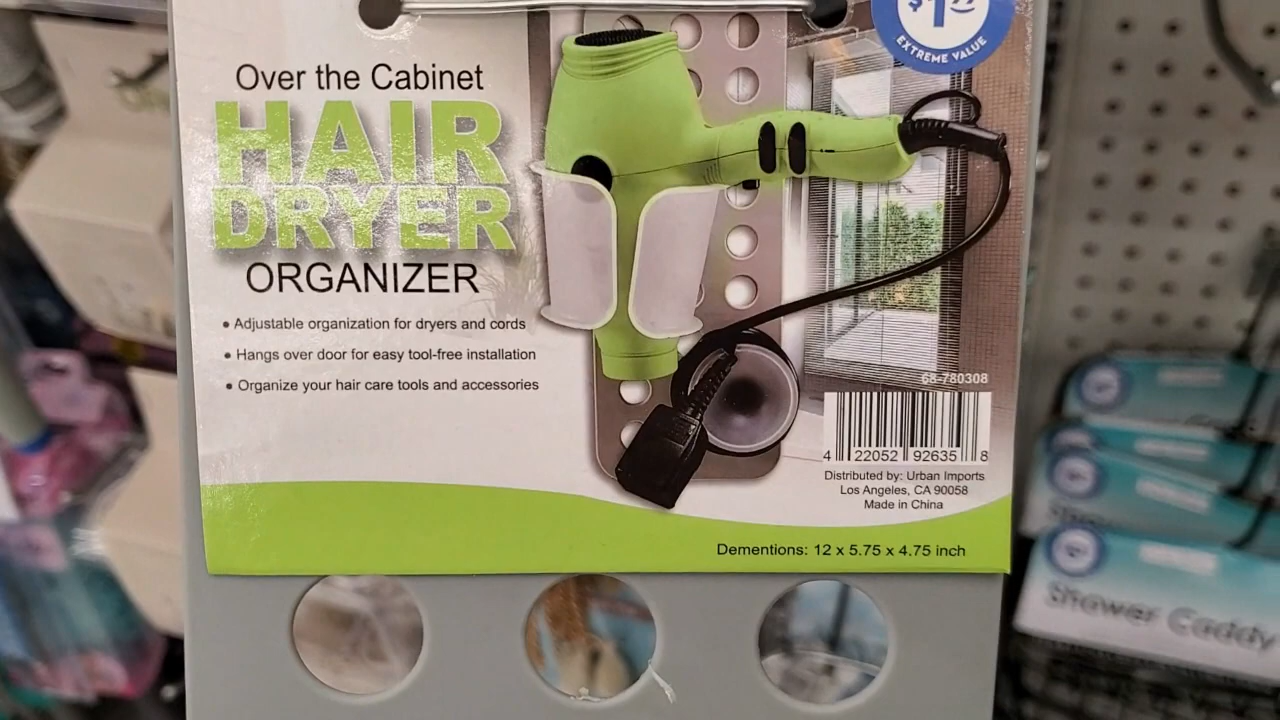 $1
EXTREME VALUE
Over the Cabinet
HAIR
DRYER
ORGANIZER
• Adjustable organization for dryers and cords
• Hangs over door for easy tool-free installation
• Organize your hair care tools and accessories
68-780308
4 22052 92635 8
Distributed by: Urban Imports
Los Angeles, CA 90058
Made in China
Dementions: 12 x 5.75 x 4.75 inch
Shower Caddy